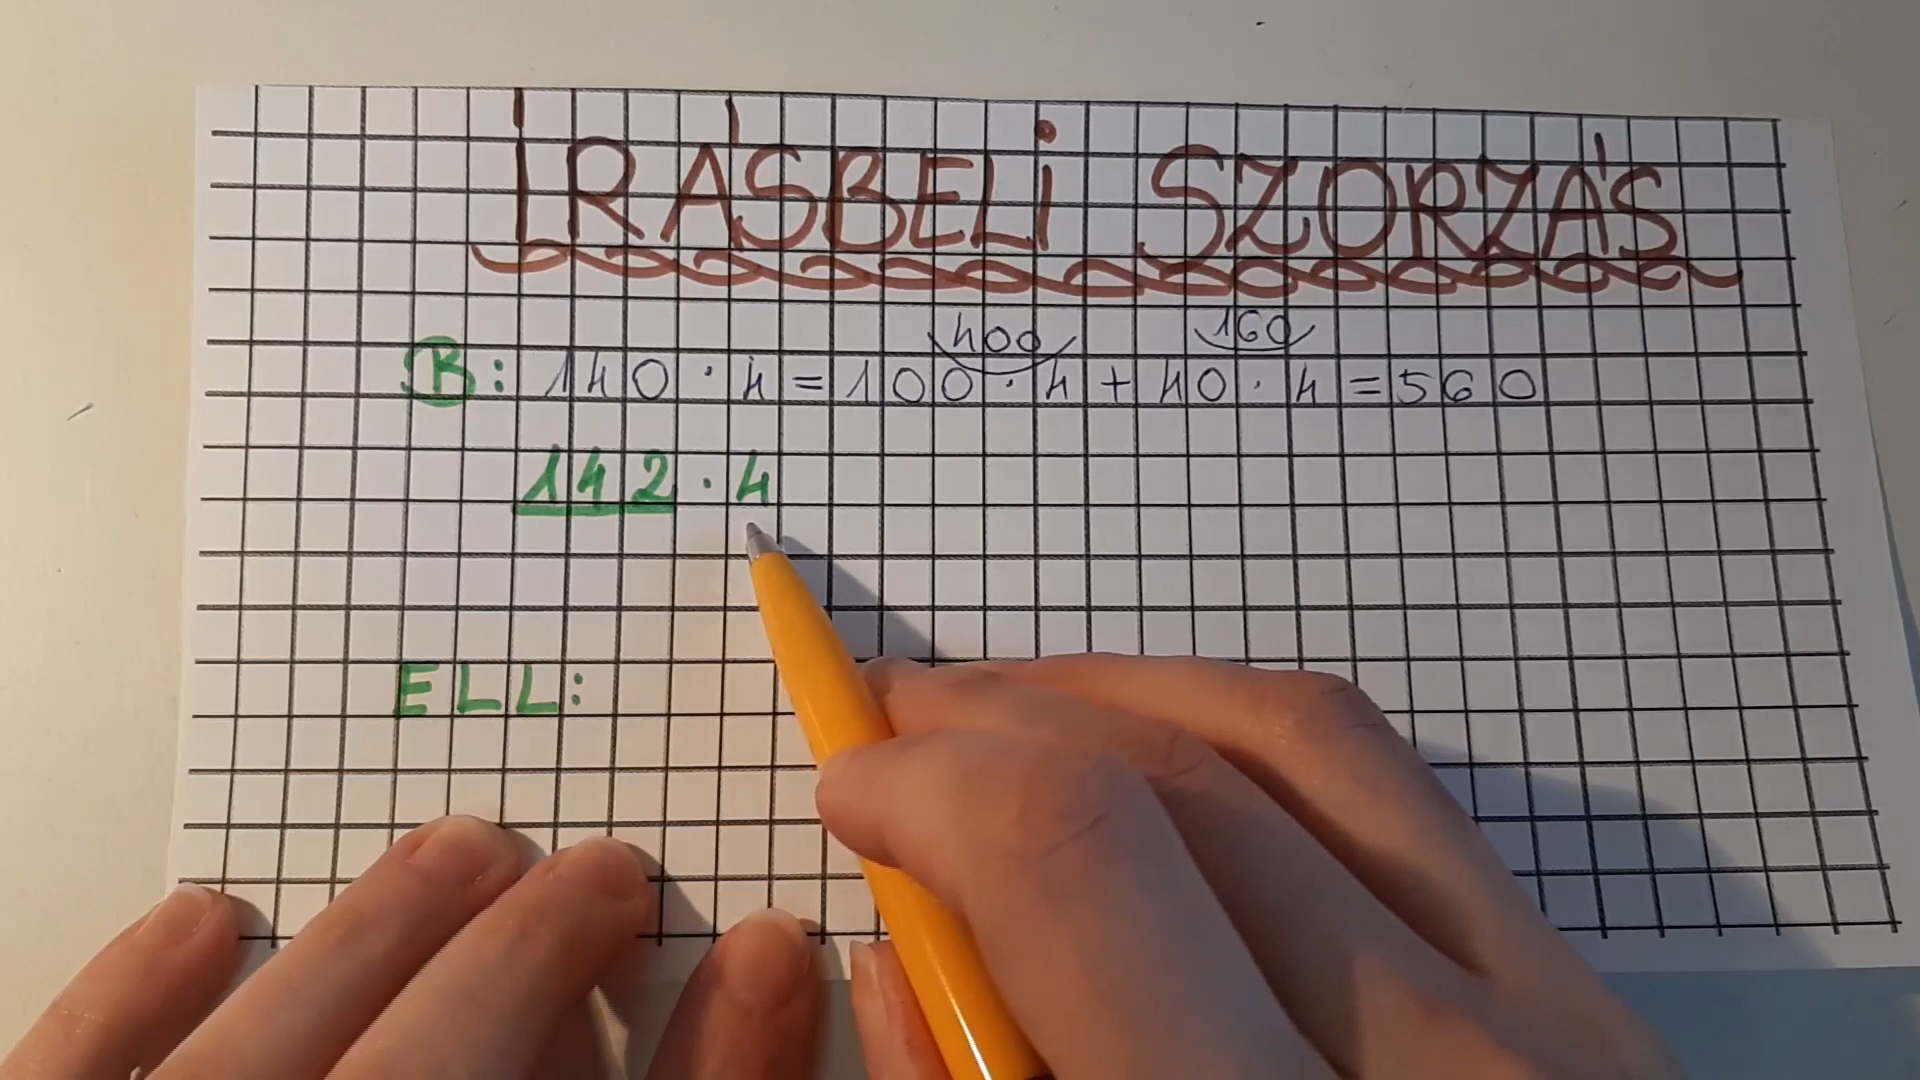 ÍRÁSBELI SZORZÁS
400 160
B: 140 · 4 = 100 · 4 + 40 · 4 = 560
142 · 4
ELL: